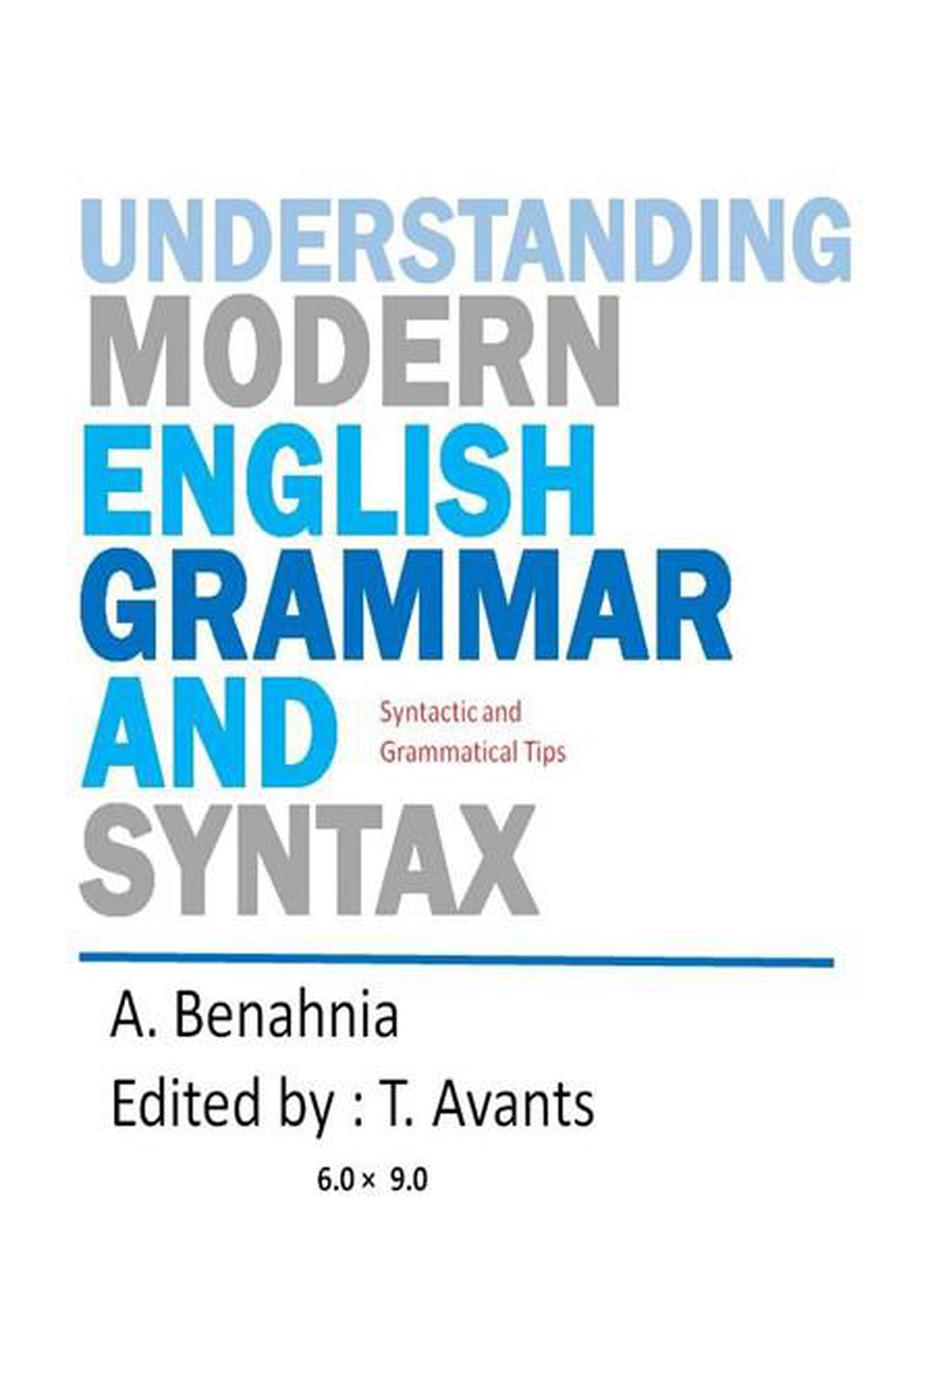 UNDERSTANDING
MODERN
ENGLISH
GRAMMAR
AND
Syntactic and
Grammatical Tips
SYNTAX
A. Benahnia
Edited by : T. Avants
6.0 × 9.0